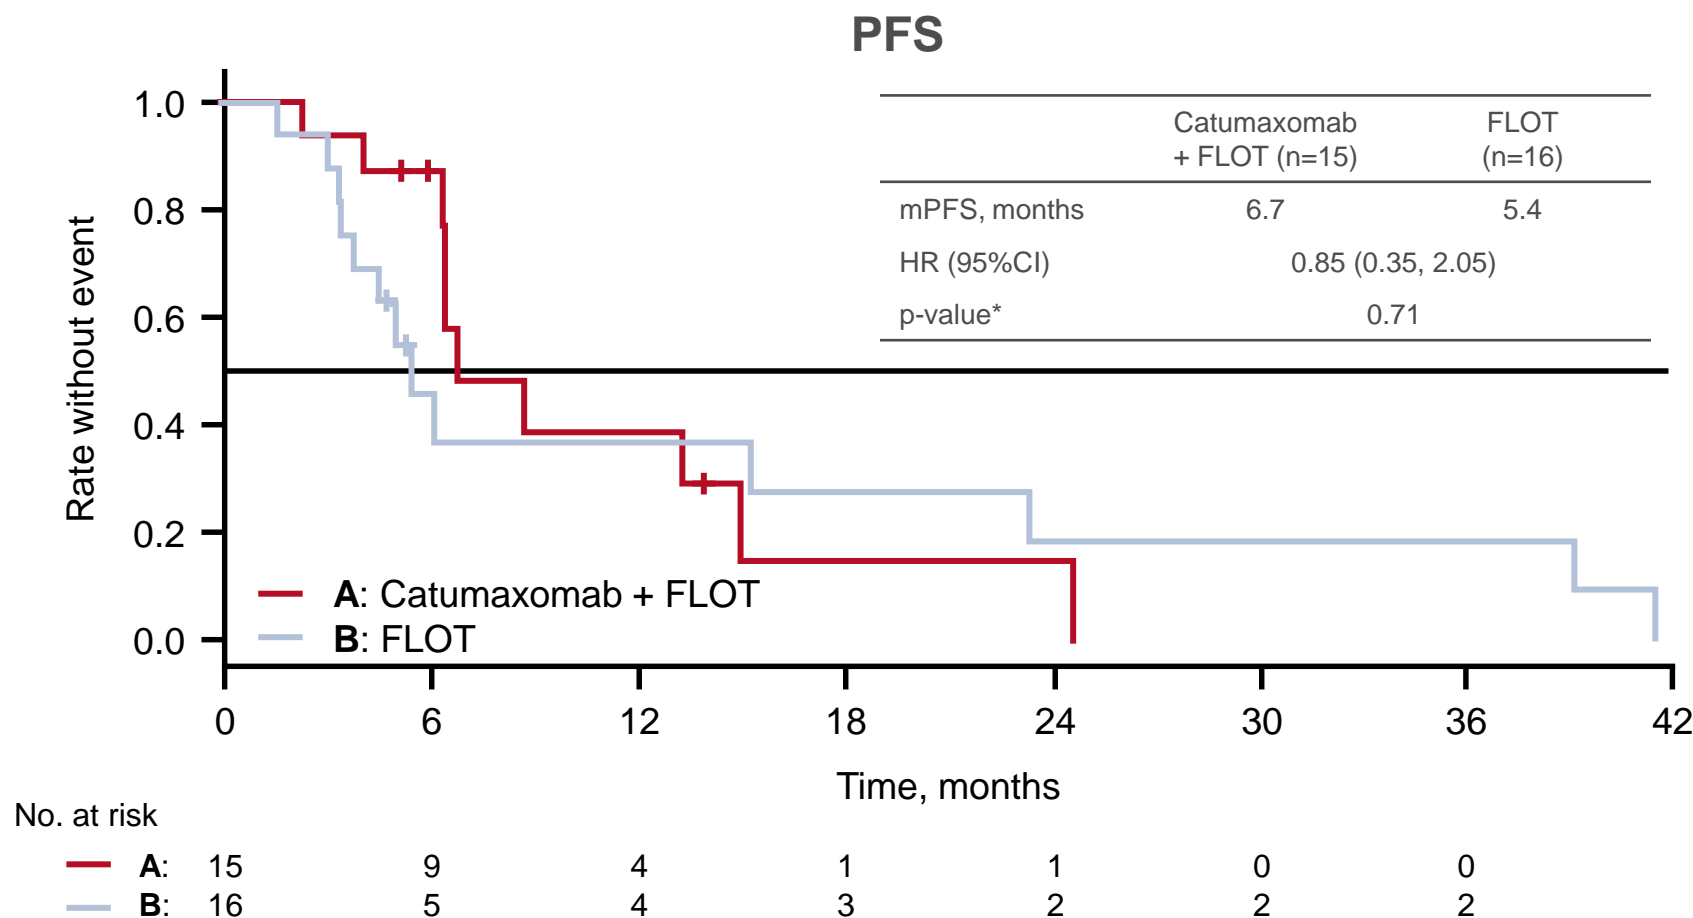 PFS
Catumaxomab
+ FLOT (n=15)
FLOT
(n=16)
mPFS, months 6.7 5.4
HR (95%CI) 0.85 (0.35, 2.05)
p-value* 0.71
Rate without event
1.0
0.8
0.6
0.4
0.2
0.0
A: Catumaxomab + FLOT
B: FLOT
0 6 12 18 24 30 36 42
Time, months
No. at risk
A: 15 9 4 1 1 0 0
B: 16 5 4 3 2 2 2